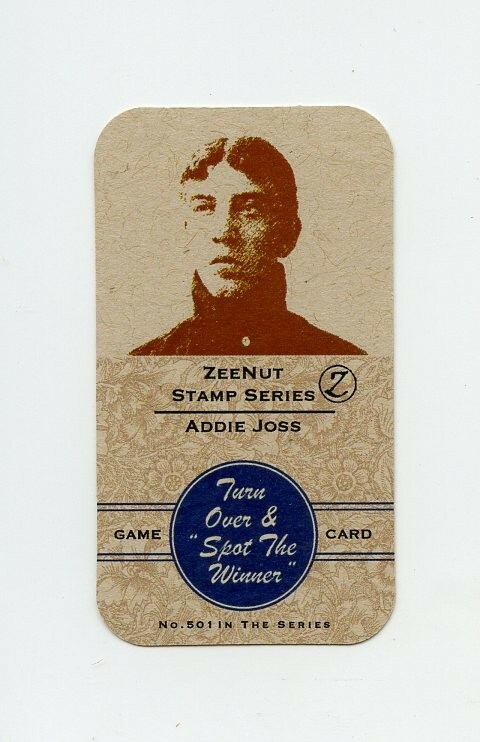 ZEENUT
STAMP SERIES Z
ADDIE JOSS
Turn
Over &
"Spot The
Winner"
GAME CARD
No.501 IN THE SERIES